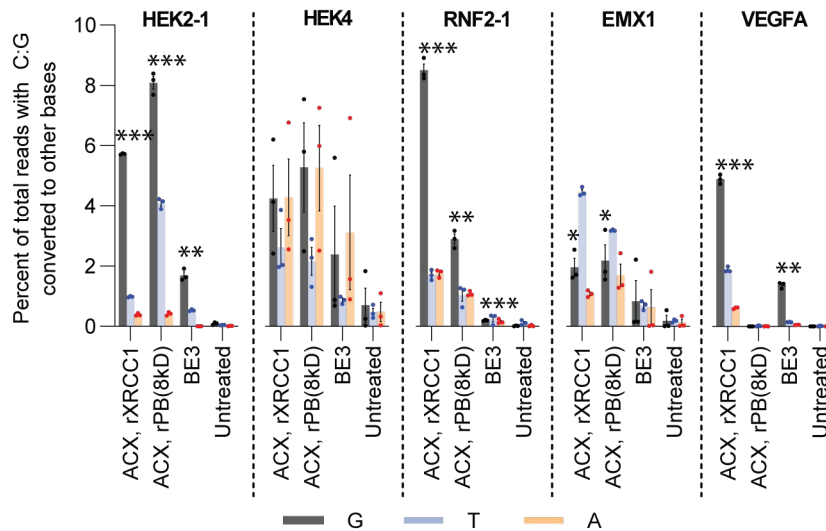 HEK2-1 HEK4 RNF2-1 EMX1 VEGFA
Percent of total reads with C:G
converted to other bases
10
8
6
4
2
0
*** *** **
*** ** ***
* *
*** **
ACX, rXRCC1
ACX, rPB(8kD)
BE3
Untreated
ACX, rXRCC1
ACX, rPB(8kD)
BE3
Untreated
ACX, rXRCC1
ACX, rPB(8kD)
BE3
Untreated
ACX, rXRCC1
ACX, rPB(8kD)
BE3
Untreated
ACX, rXRCC1
ACX, rPB(8kD)
BE3
Untreated
G T A